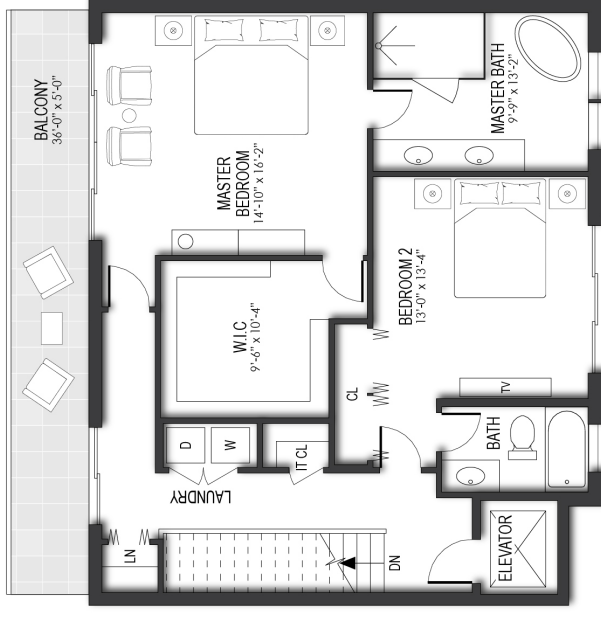 BALCONY
36'-0" x 5'-0"
MASTER
BEDROOM
14'-10" x 16'-2"
MASTER BATH
9'-9" x 13'-2"
BEDROOM 2
13'-0" x 13'-4"
W.I.C
9'-6" x 10'-4"
CL
TV
D
W
IT CL
BATH
LAUNDRY
LN
DN
ELEVATOR